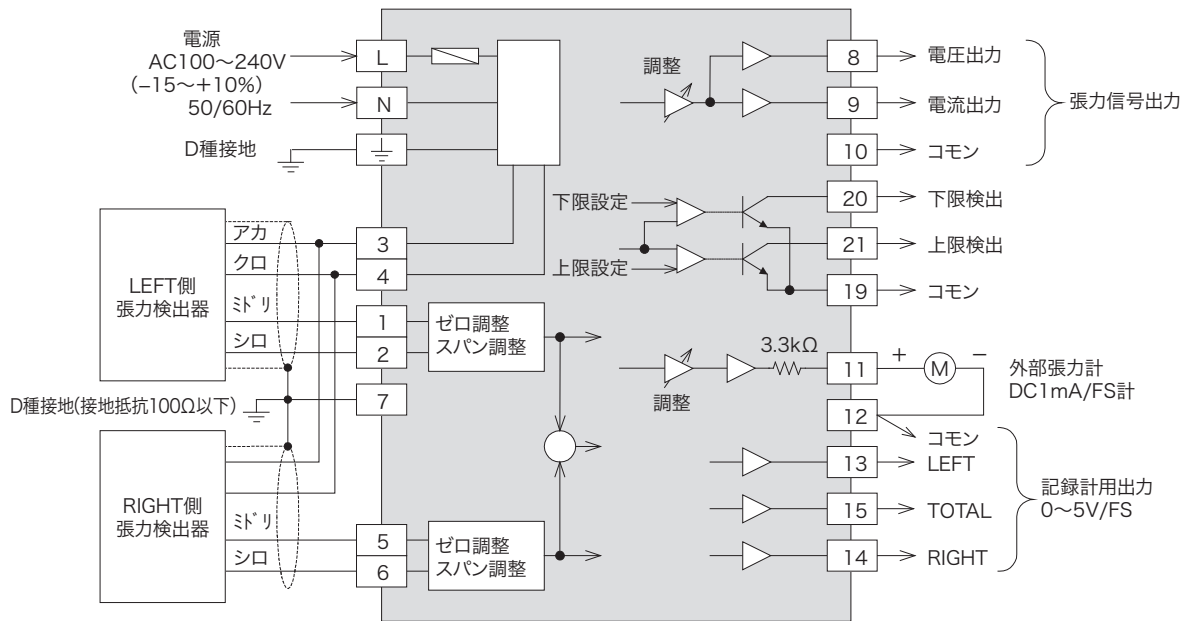 電源
AC100～240V
(−15～+10%)
50/60Hz
D種接地
L
N
調整
8
電圧出力
9
電流出力
10
コモン
張力信号出力
下限設定
上限設定
20
下限検出
21
上限検出
19
コモン
LEFT側
張力検出器
アカ
クロ
ミドリ
シロ
3
4
1
2
7
ゼロ調整
スパン調整
D種接地(接地抵抗100Ω以下)
RIGHT側
張力検出器
ミドリ
シロ
5
6
ゼロ調整
スパン調整
調整
3.3kΩ
11
+
M
−
外部張力計
DC1mA/FS計
12
コモン
13
LEFT
15
TOTAL
14
RIGHT
記録計用出力
0～5V/FS